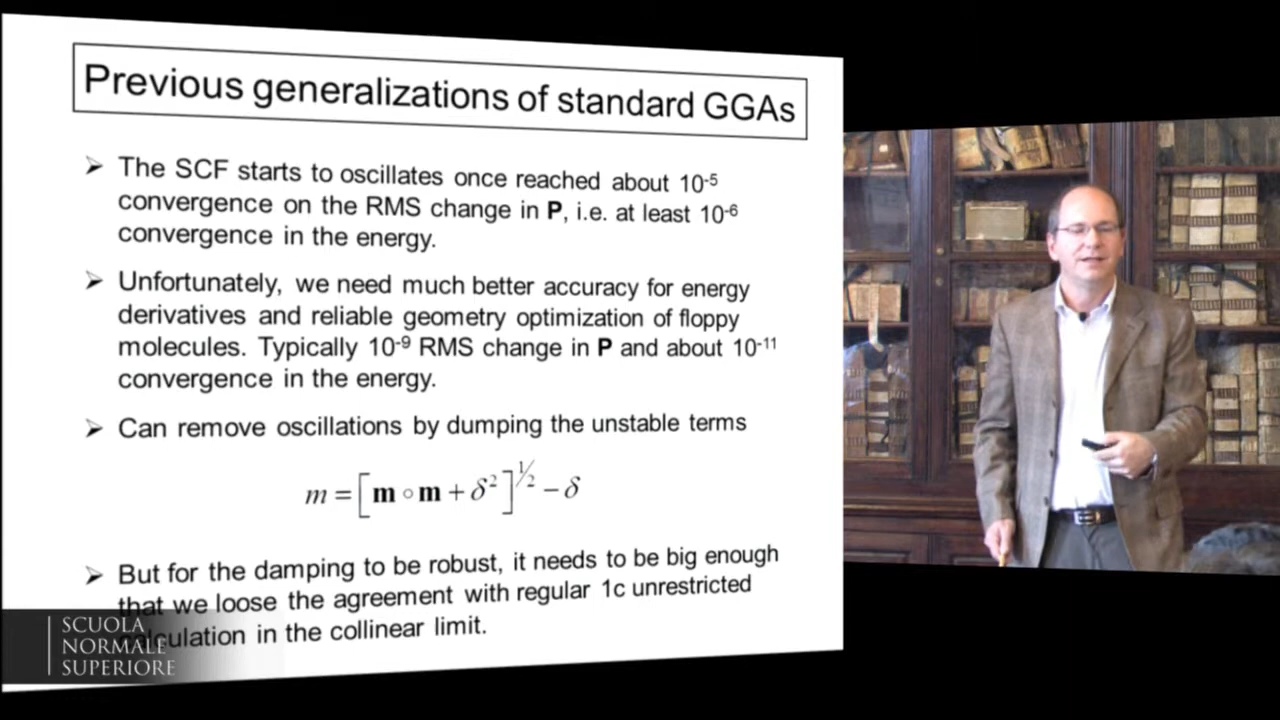 Previous generalizations of standard GGAs
➢ The SCF starts to oscillates once reached about 10⁻⁵
convergence on the RMS change in P, i.e. at least 10⁻⁶
convergence in the energy.
➢ Unfortunately, we need much better accuracy for energy
derivatives and reliable geometry optimization of floppy
molecules. Typically 10⁻⁹ RMS change in P and about 10⁻¹¹
convergence in the energy.
➢ Can remove oscillations by dumping the unstable terms
m = [m ∘ m + δ²]^½ − δ
➢ But for the damping to be robust, it needs to be big enough
that we loose the agreement with regular 1c unrestricted
calculation in the collinear limit.
SCUOLA
NORMALE
SUPERIORE